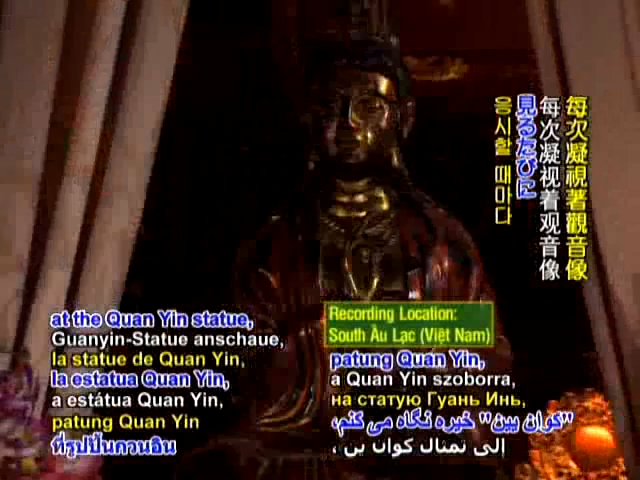 每次凝視著觀音像
每次凝视着观音像
見るたびに
응시할 때마다
at the Quan Yin statue,
Guanyin-Statue anschaue,
la statue de Quan Yin,
la estatua Quan Yin,
a estátua Quan Yin,
patung Quan Yin
ที่รูปปั้นกวนอิน
Recording Location:
South Âu Lạc (Việt Nam)
patung Quan Yin,
a Quan Yin szoborra,
на статую Гуань Инь,
"کوان یین" خیره نگاه می کنم،
إلى تمثال كوان ين ،